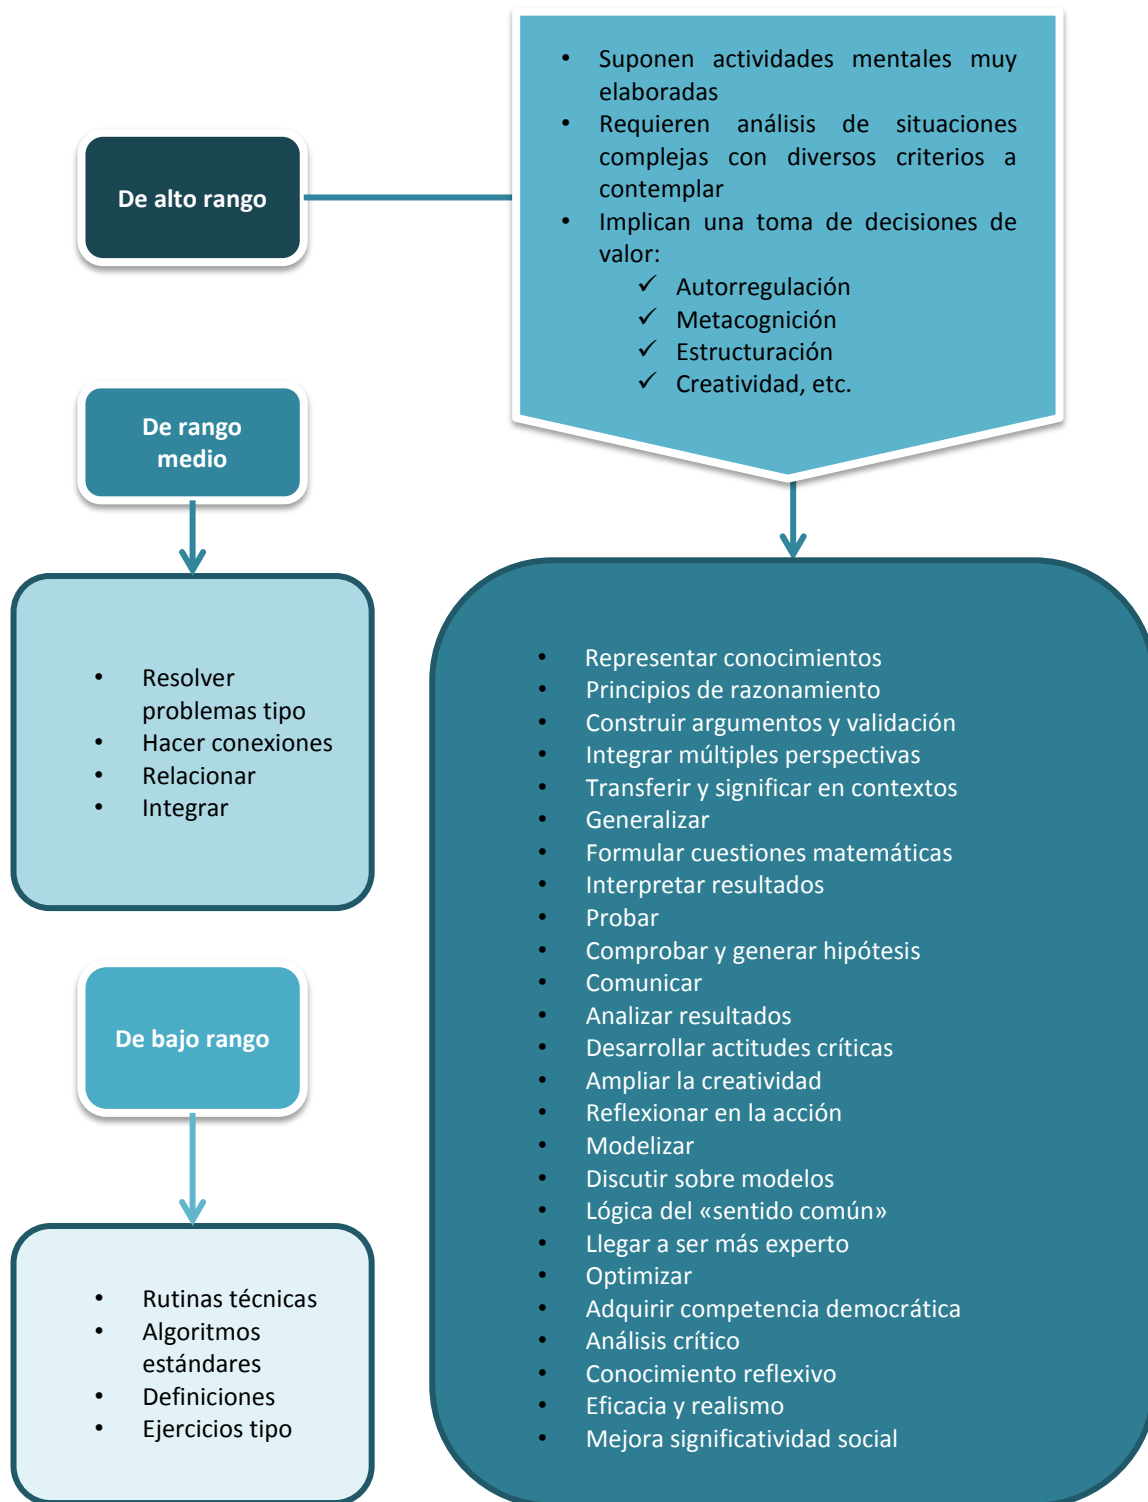 De alto rango
• Suponen actividades mentales muy
elaboradas
• Requieren análisis de situaciones
complejas con diversos criterios a
contemplar
• Implican una toma de decisiones de
valor:
✓ Autorregulación
✓ Metacognición
✓ Estructuración
✓ Creatividad, etc.
De rango
medio
• Resolver
problemas tipo
• Hacer conexiones
• Relacionar
• Integrar
De bajo rango
• Rutinas técnicas
• Algoritmos
estándares
• Definiciones
• Ejercicios tipo
• Representar conocimientos
• Principios de razonamiento
• Construir argumentos y validación
• Integrar múltiples perspectivas
• Transferir y significar en contextos
• Generalizar
• Formular cuestiones matemáticas
• Interpretar resultados
• Probar
• Comprobar y generar hipótesis
• Comunicar
• Analizar resultados
• Desarrollar actitudes críticas
• Ampliar la creatividad
• Reflexionar en la acción
• Modelizar
• Discutir sobre modelos
• Lógica del «sentido común»
• Llegar a ser más experto
• Optimizar
• Adquirir competencia democrática
• Análisis crítico
• Conocimiento reflexivo
• Eficacia y realismo
• Mejora significatividad social